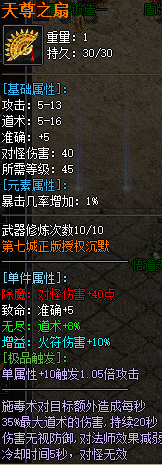 天尊之扇
重量：1
持久：30/30
[基础属性]：
攻击：5-13
道术：5-16
准确：+5
对怪伤害：40
所需等级：45
[元素属性]：
暴击几率增加：1%
武器修炼次数10/10
第七城正版授权沉默
[单件属性]：
除魔：对怪伤害+40点
致命：准确+5
无尽：道术+8%
增益：火符伤害+10%
[极品触发]：
单属性+10触发1.05倍攻击
施毒术对目标额外造成每秒
35%最大道术的伤害，持续20秒
伤害无视防御，对法师效果减弱
冷却时间5秒，对怪无效